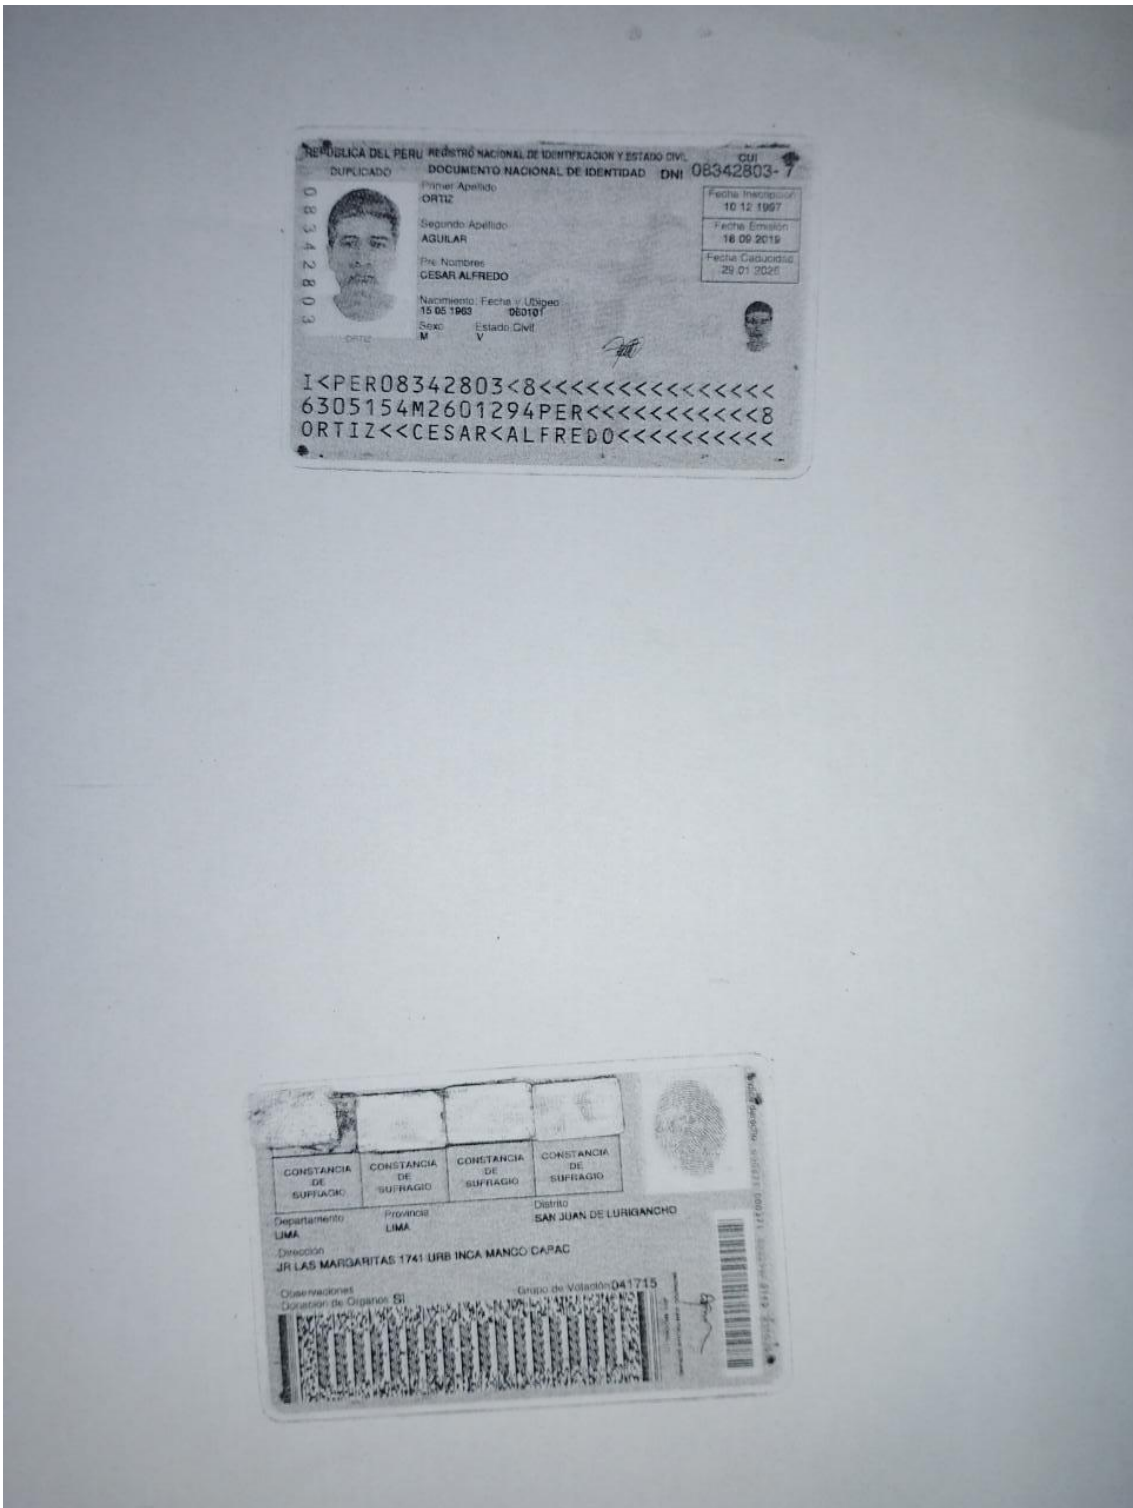 REPUBLICA DEL PERU REGISTRO NACIONAL DE IDENTIFICACION Y ESTADO CIVIL CUI
DUPLICADO DOCUMENTO NACIONAL DE IDENTIDAD DNI 08342803-7
08342803
Primer Apellido
ORTIZ
Segundo Apellido
AGUILAR
Pre Nombres
CESAR ALFREDO
Nacimiento: Fecha y Ubigeo
15 05 1963 060101
Sexo Estado Civil
M V
Fecha Inscripción
10 12 1997
Fecha Emisión
Fecha Caducidad
29 01 2026
ORTIZ
I<PER08342803<8<<<<<<<<<<<<<<<
6305154M2601294PER<<<<<<<<<<<8
ORTIZ<<CESAR<ALFREDO<<<<<<<<<<
CONSTANCIA DE SUFRAGIO
CONSTANCIA DE SUFRAGIO
CONSTANCIA DE SUFRAGIO
CONSTANCIA DE SUFRAGIO
Departamento Provincia Distrito
LIMA LIMA SAN JUAN DE LURIGANCHO
Dirección
JR LAS MARGARITAS 1741 URB INCA MANCO CAPAC
Observaciones Grupo de Votación 041715
Donación de Organos SI